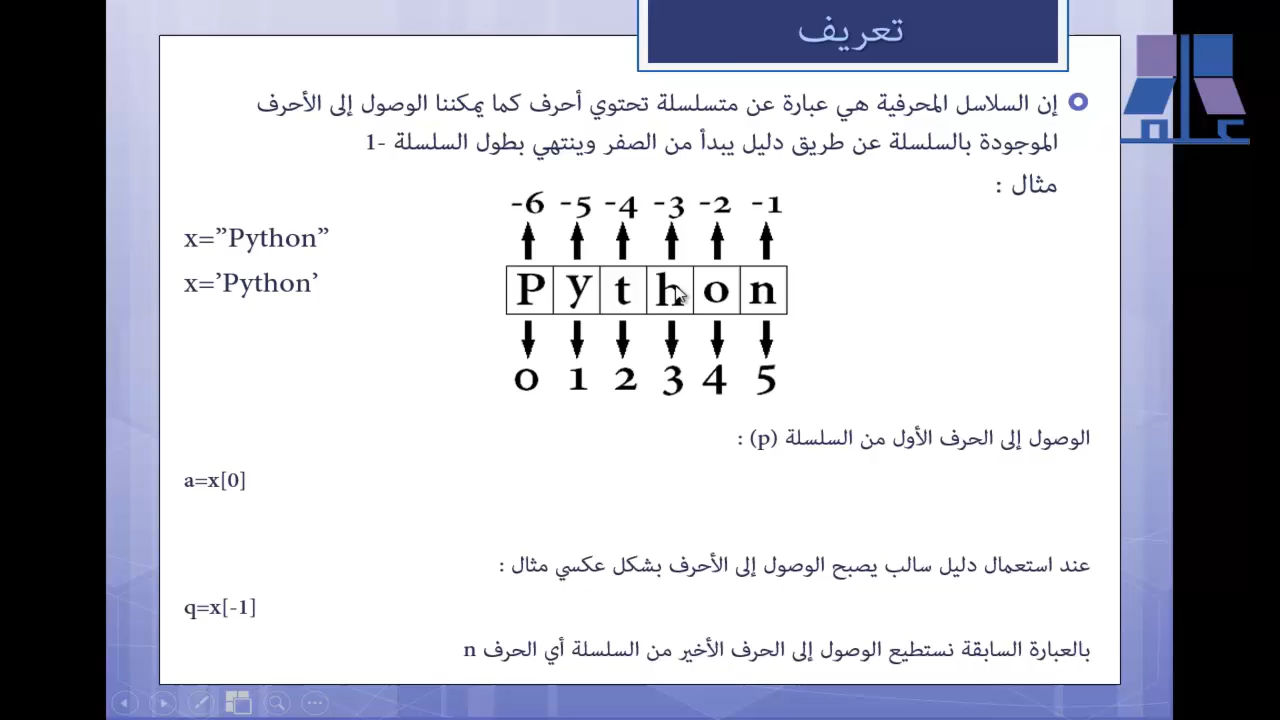 تعريف
علم
إن السلاسل المحرفية هي عبارة عن متسلسلة تحتوي أحرف كما يمكننا الوصول إلى الأحرف
الموجودة بالسلسلة عن طريق دليل يبدأ من الصفر وينتهي بطول السلسلة -1
مثال :
-6 -5 -4 -3 -2 -1
x=”Python”
x=’Python’
P y t h o n
0 1 2 3 4 5
الوصول إلى الحرف الأول من السلسلة (p) :
a=x[0]
عند استعمال دليل سالب يصبح الوصول إلى الأحرف بشكل عكسي مثال :
q=x[-1]
بالعبارة السابقة نستطيع الوصول إلى الحرف الأخير من السلسلة أي الحرف n